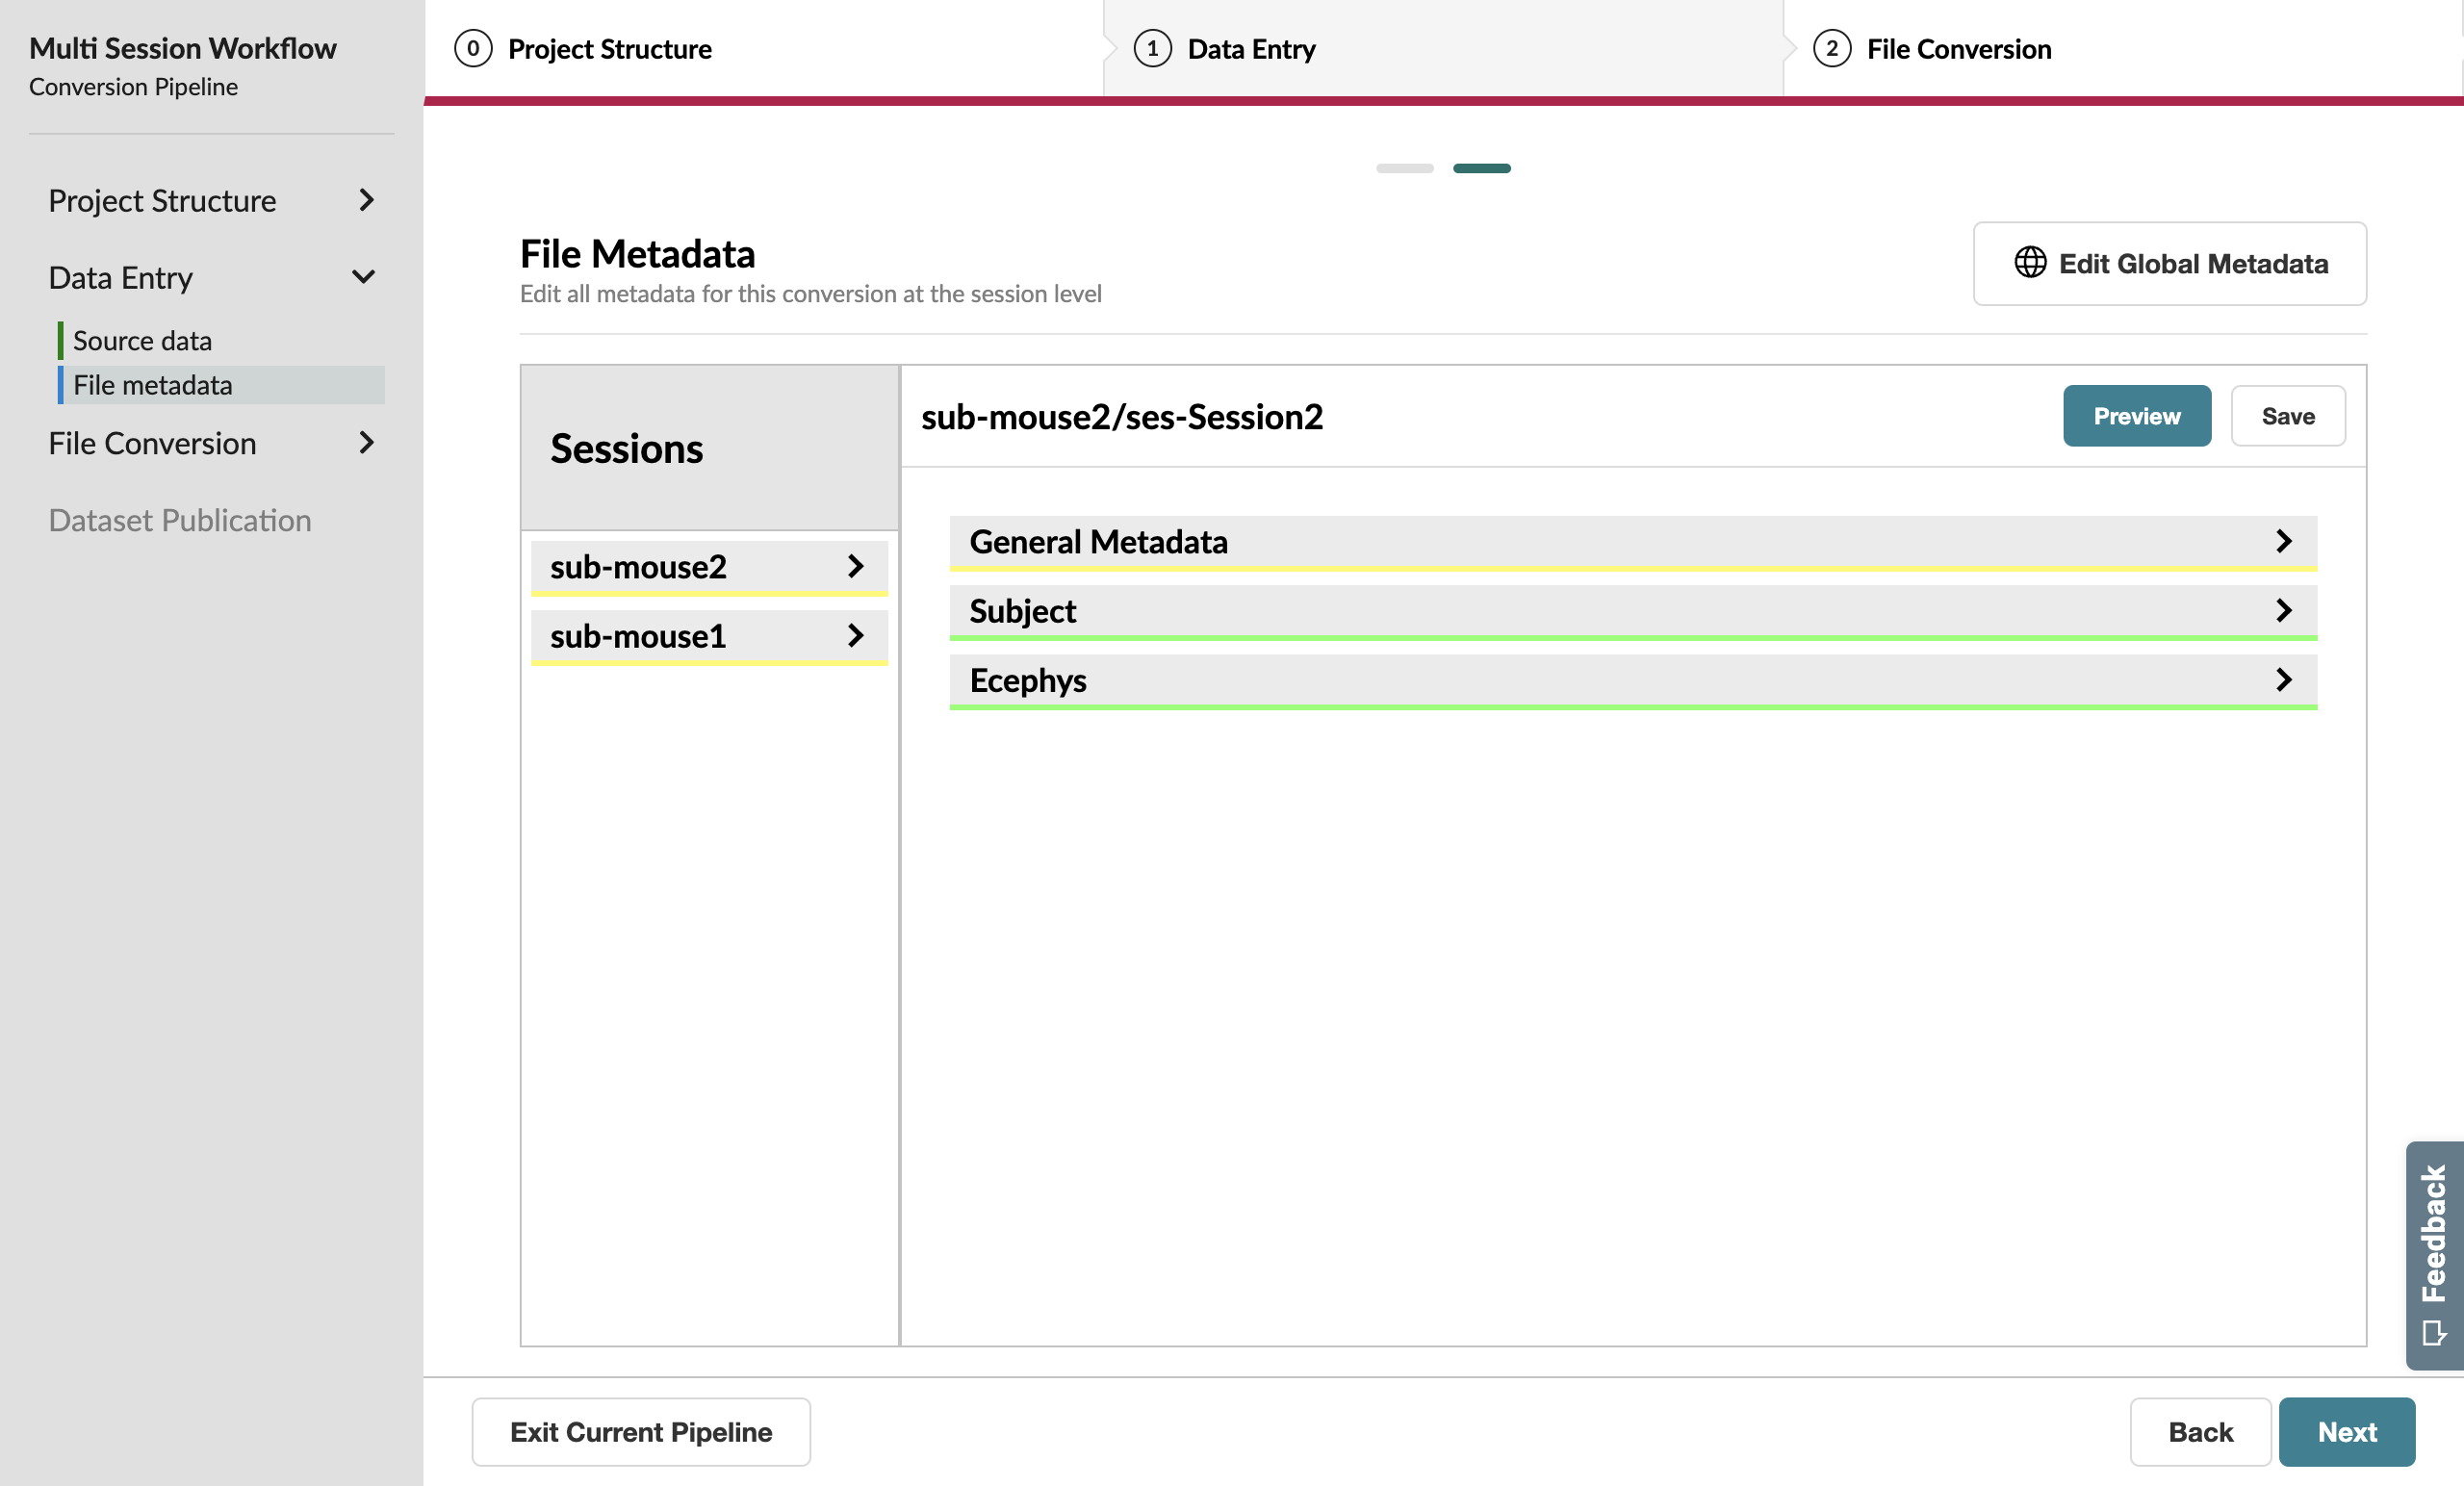 Multi Session Workflow
Conversion Pipeline
Project Structure
Data Entry
Source data
File metadata
File Conversion
Dataset Publication
0 Project Structure
1 Data Entry
2 File Conversion
File Metadata
Edit all metadata for this conversion at the session level
Edit Global Metadata
Sessions
sub-mouse2
sub-mouse1
sub-mouse2/ses-Session2
Preview
Save
General Metadata
Subject
Ecephys
Feedback
Exit Current Pipeline
Back
Next